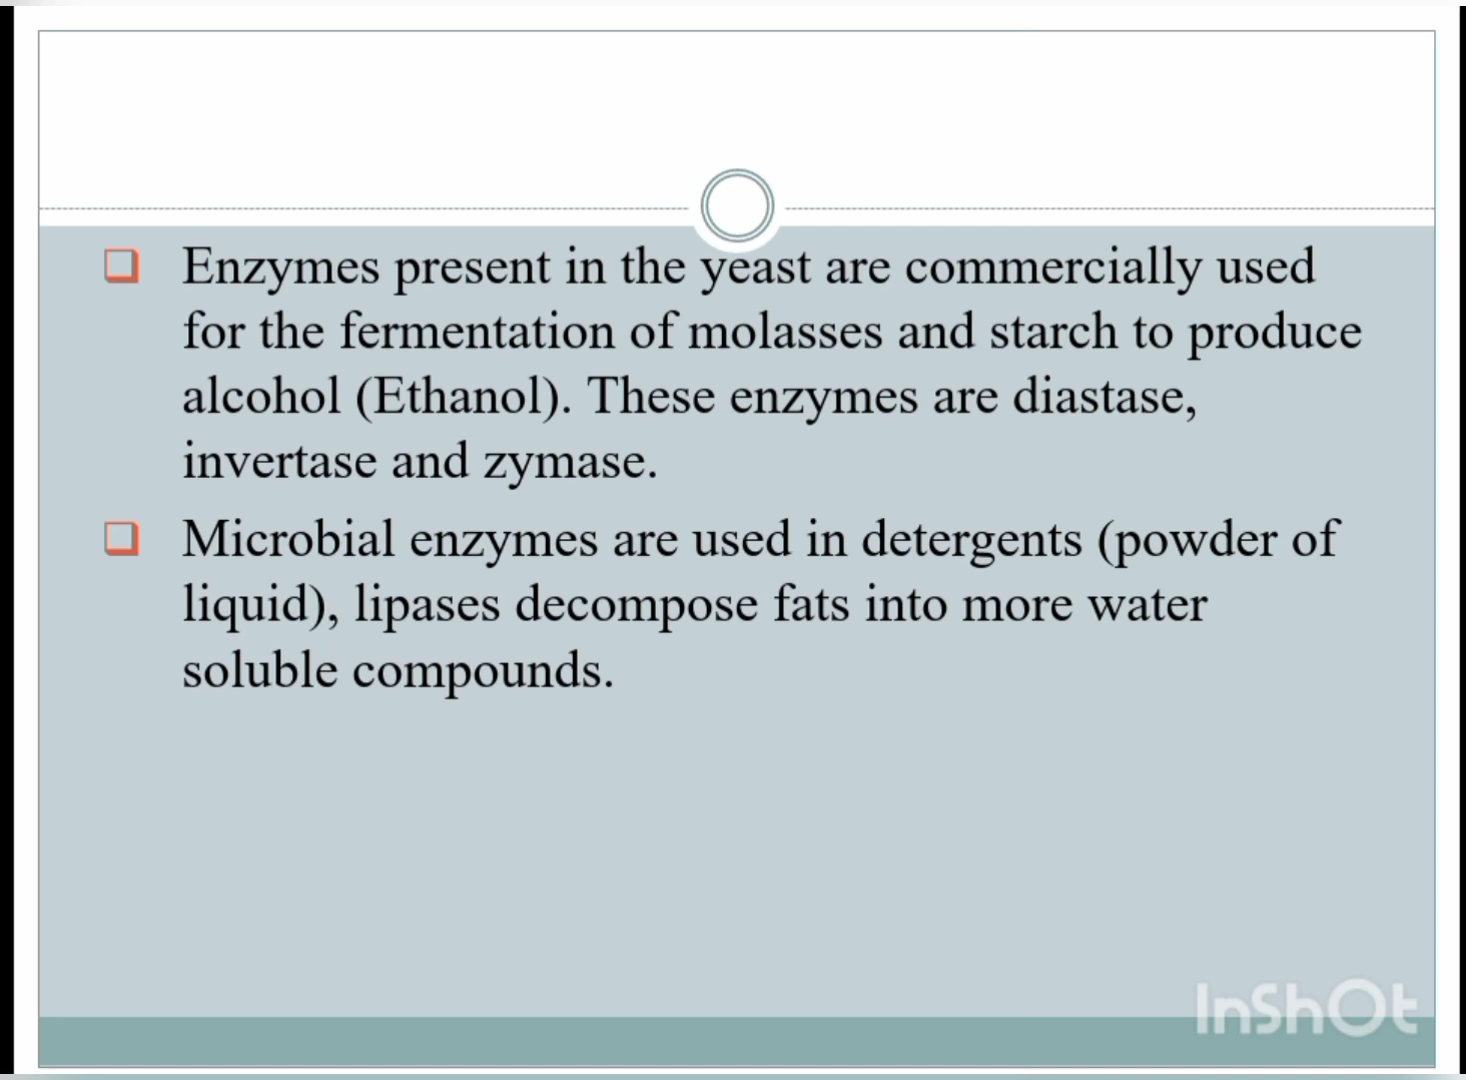 Enzymes present in the yeast are commercially used
for the fermentation of molasses and starch to produce
alcohol (Ethanol). These enzymes are diastase,
invertase and zymase.
Microbial enzymes are used in detergents (powder of
liquid), lipases decompose fats into more water
soluble compounds.
InShOt